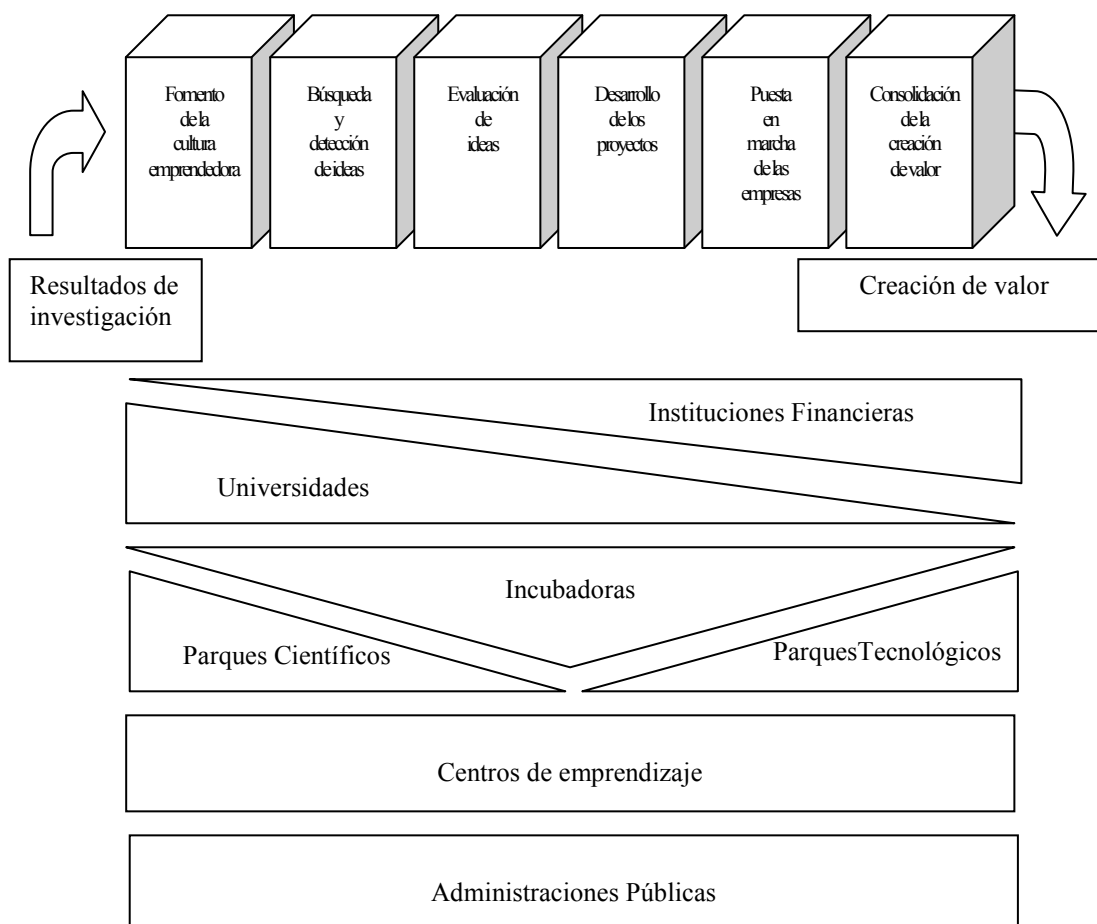 Fomento
de la
cultura
emprendedora
Búsqueda
y
detección
de ideas
Evaluación
de
ideas
Desarrollo
de los
proyectos
Puesta
en
marcha
de las
empresas
Consolidación
de la
creación
de valor
Resultados de
investigación
Creación de valor
Instituciones Financieras
Universidades
Incubadoras
Parques Científicos
ParquesTecnológicos
Centros de emprendizaje
Administraciones Públicas